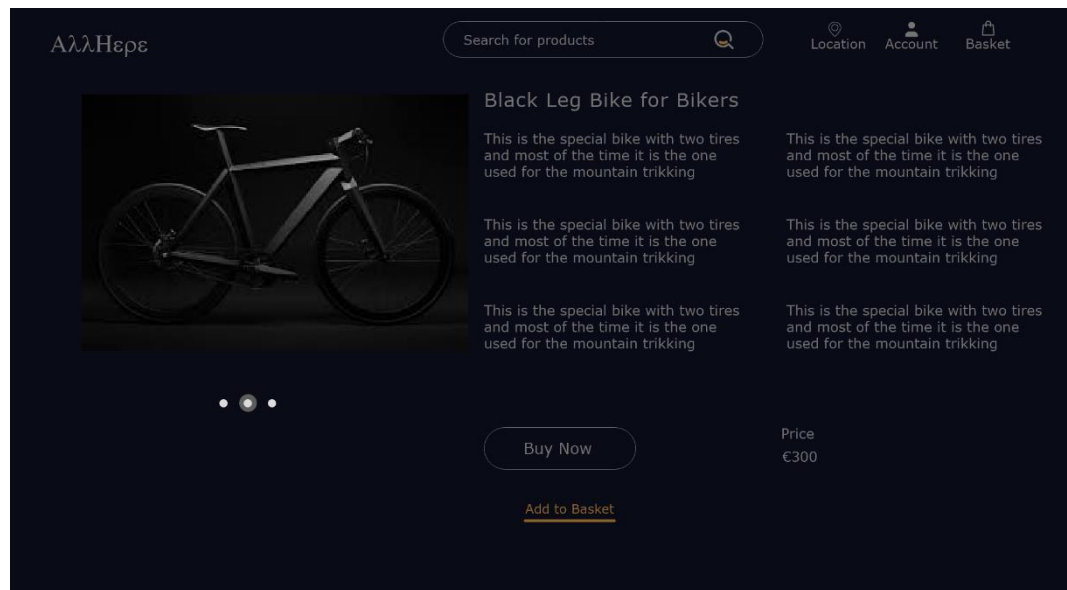 ΑλλΗερε
Search for products
Location Account Basket
Black Leg Bike for Bikers
This is the special bike with two tires
and most of the time it is the one
used for the mountain trikking
This is the special bike with two tires
and most of the time it is the one
used for the mountain trikking
This is the special bike with two tires
and most of the time it is the one
used for the mountain trikking
This is the special bike with two tires
and most of the time it is the one
used for the mountain trikking
This is the special bike with two tires
and most of the time it is the one
used for the mountain trikking
This is the special bike with two tires
and most of the time it is the one
used for the mountain trikking
Buy Now
Price
€300
Add to Basket